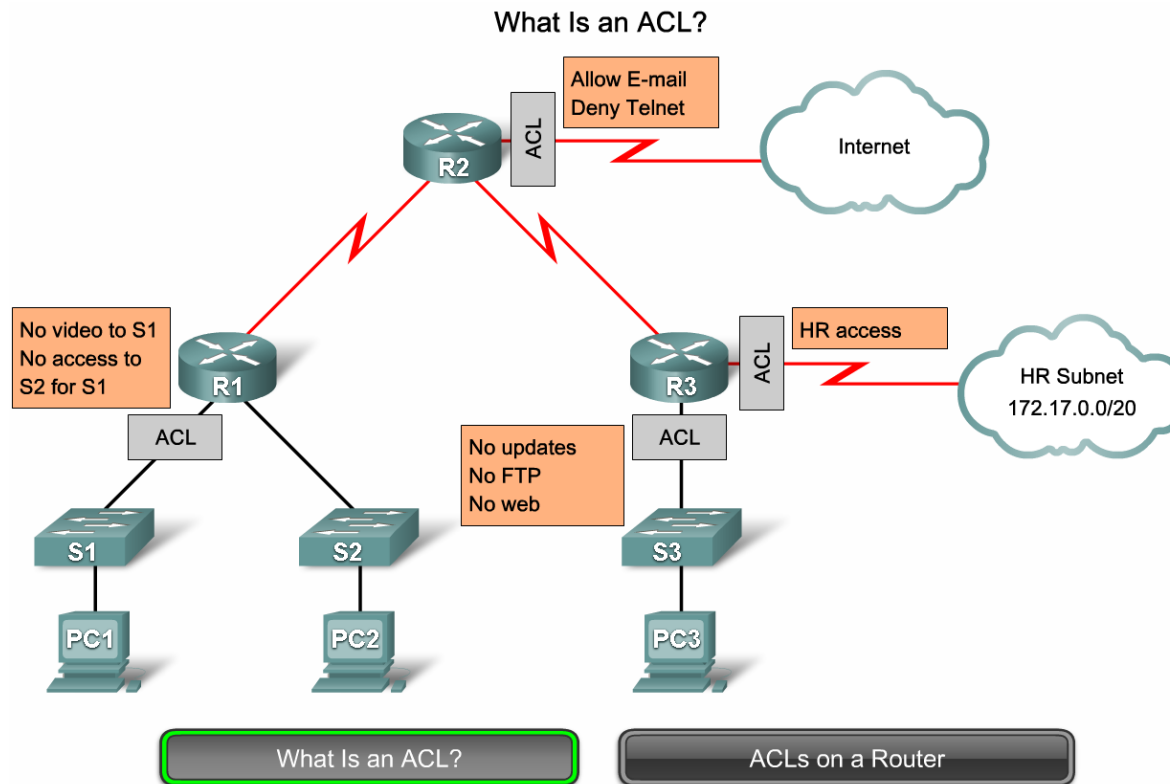 What Is an ACL?
Allow E-mail
Deny Telnet
ACL
R2
Internet
No video to S1
No access to
S2 for S1
R1
ACL
R3
ACL
HR access
HR Subnet
172.17.0.0/20
ACL
No updates
No FTP
No web
S1
S2
S3
PC1
PC2
PC3
What Is an ACL?
ACLs on a Router